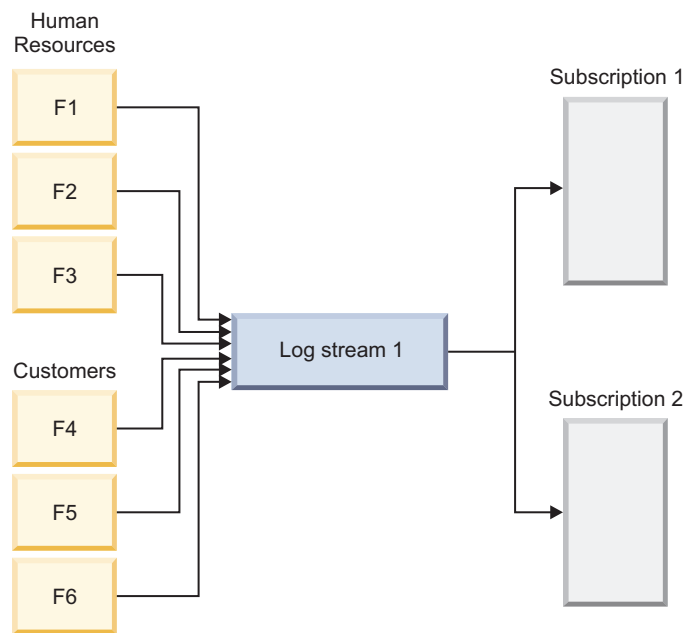 Human
Resources
F1
F2
F3
Customers
F4
F5
F6
Log stream 1
Subscription 1
Subscription 2